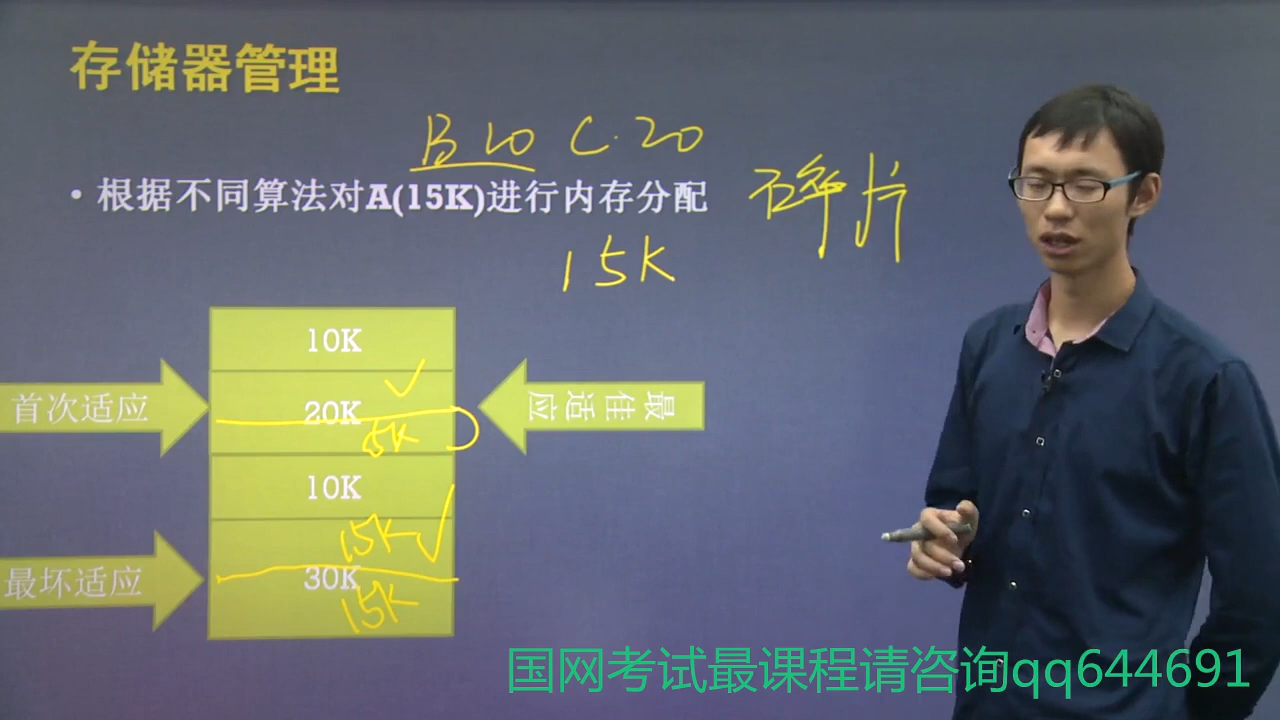 存储器管理
B 10 C.20
• 根据不同算法对A(15K)进行内存分配
碎片
15K
10K
首次适应
20K
最佳适应
5K
10K
15K
最坏适应
30K
15K
国网考试最课程请咨询qq644691